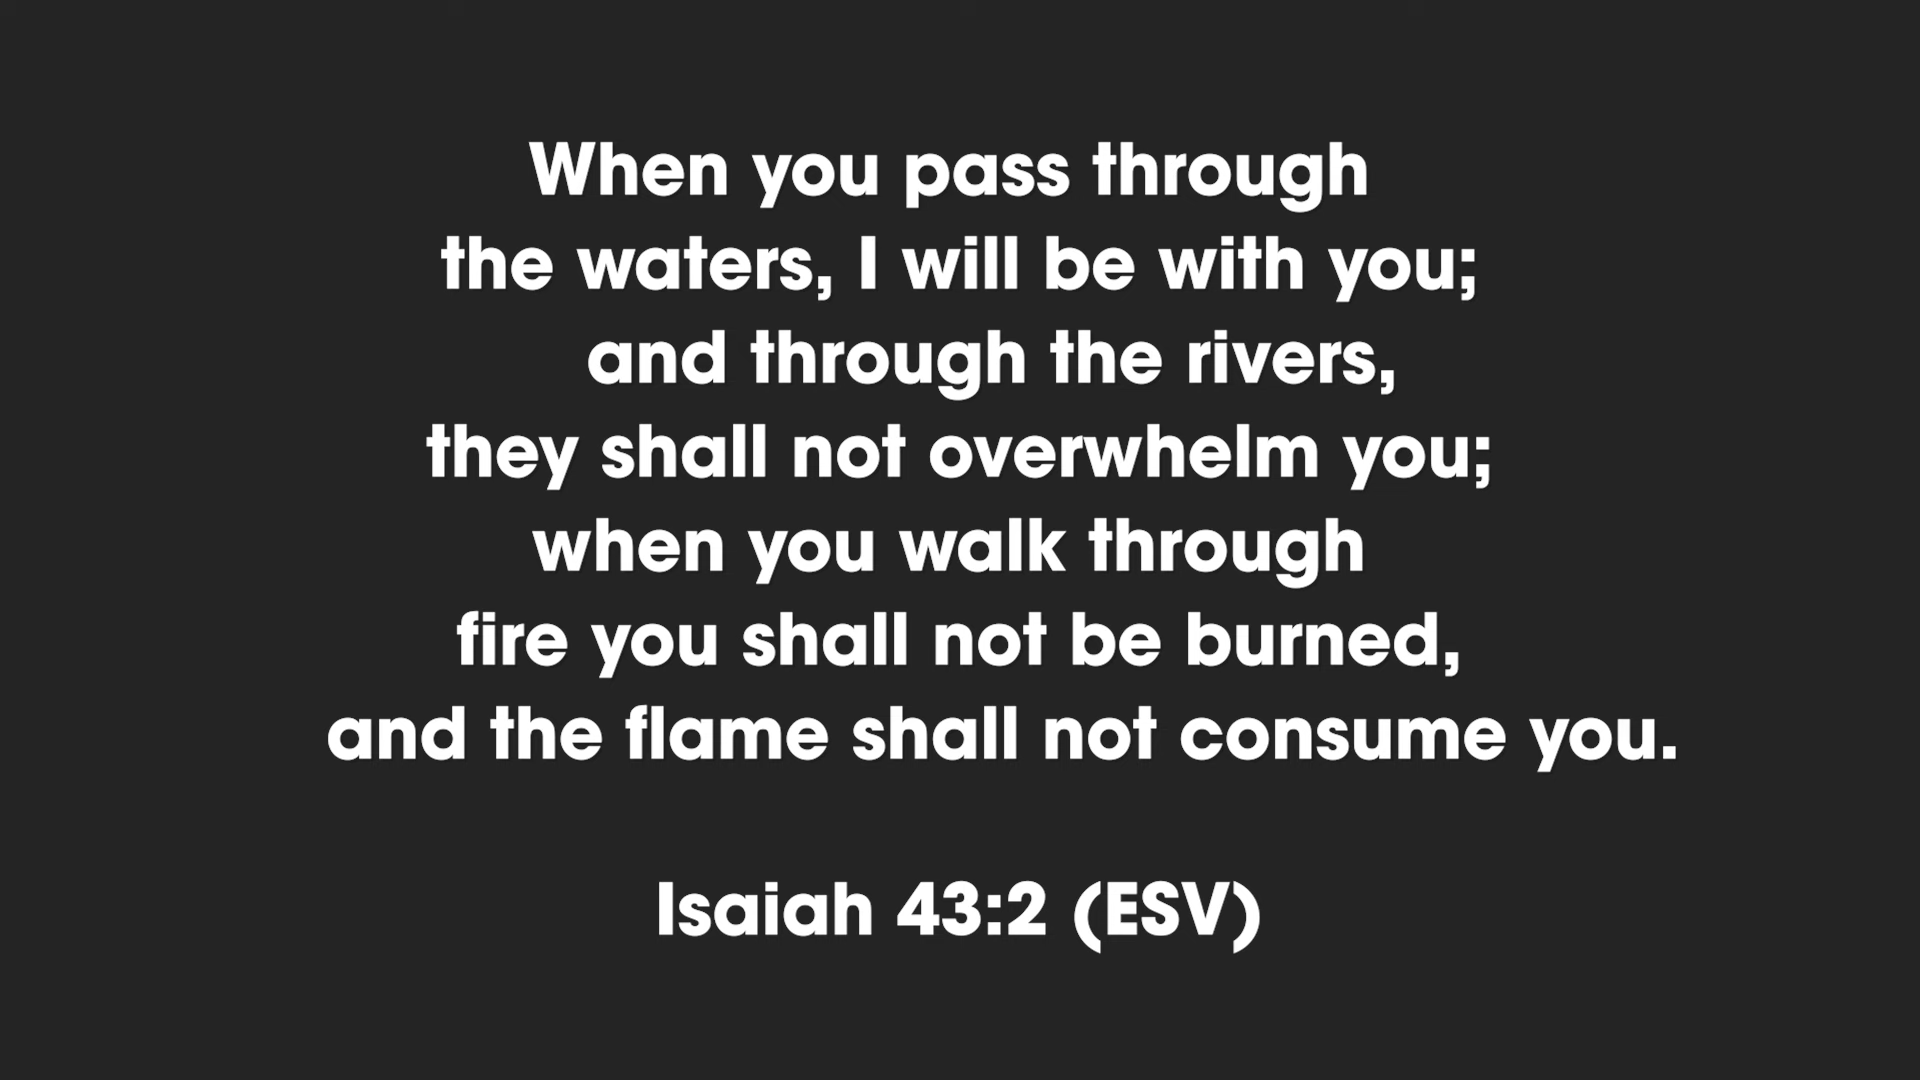 When you pass through
the waters, I will be with you;
and through the rivers,
they shall not overwhelm you;
when you walk through
fire you shall not be burned,
and the flame shall not consume you.
Isaiah 43:2 (ESV)